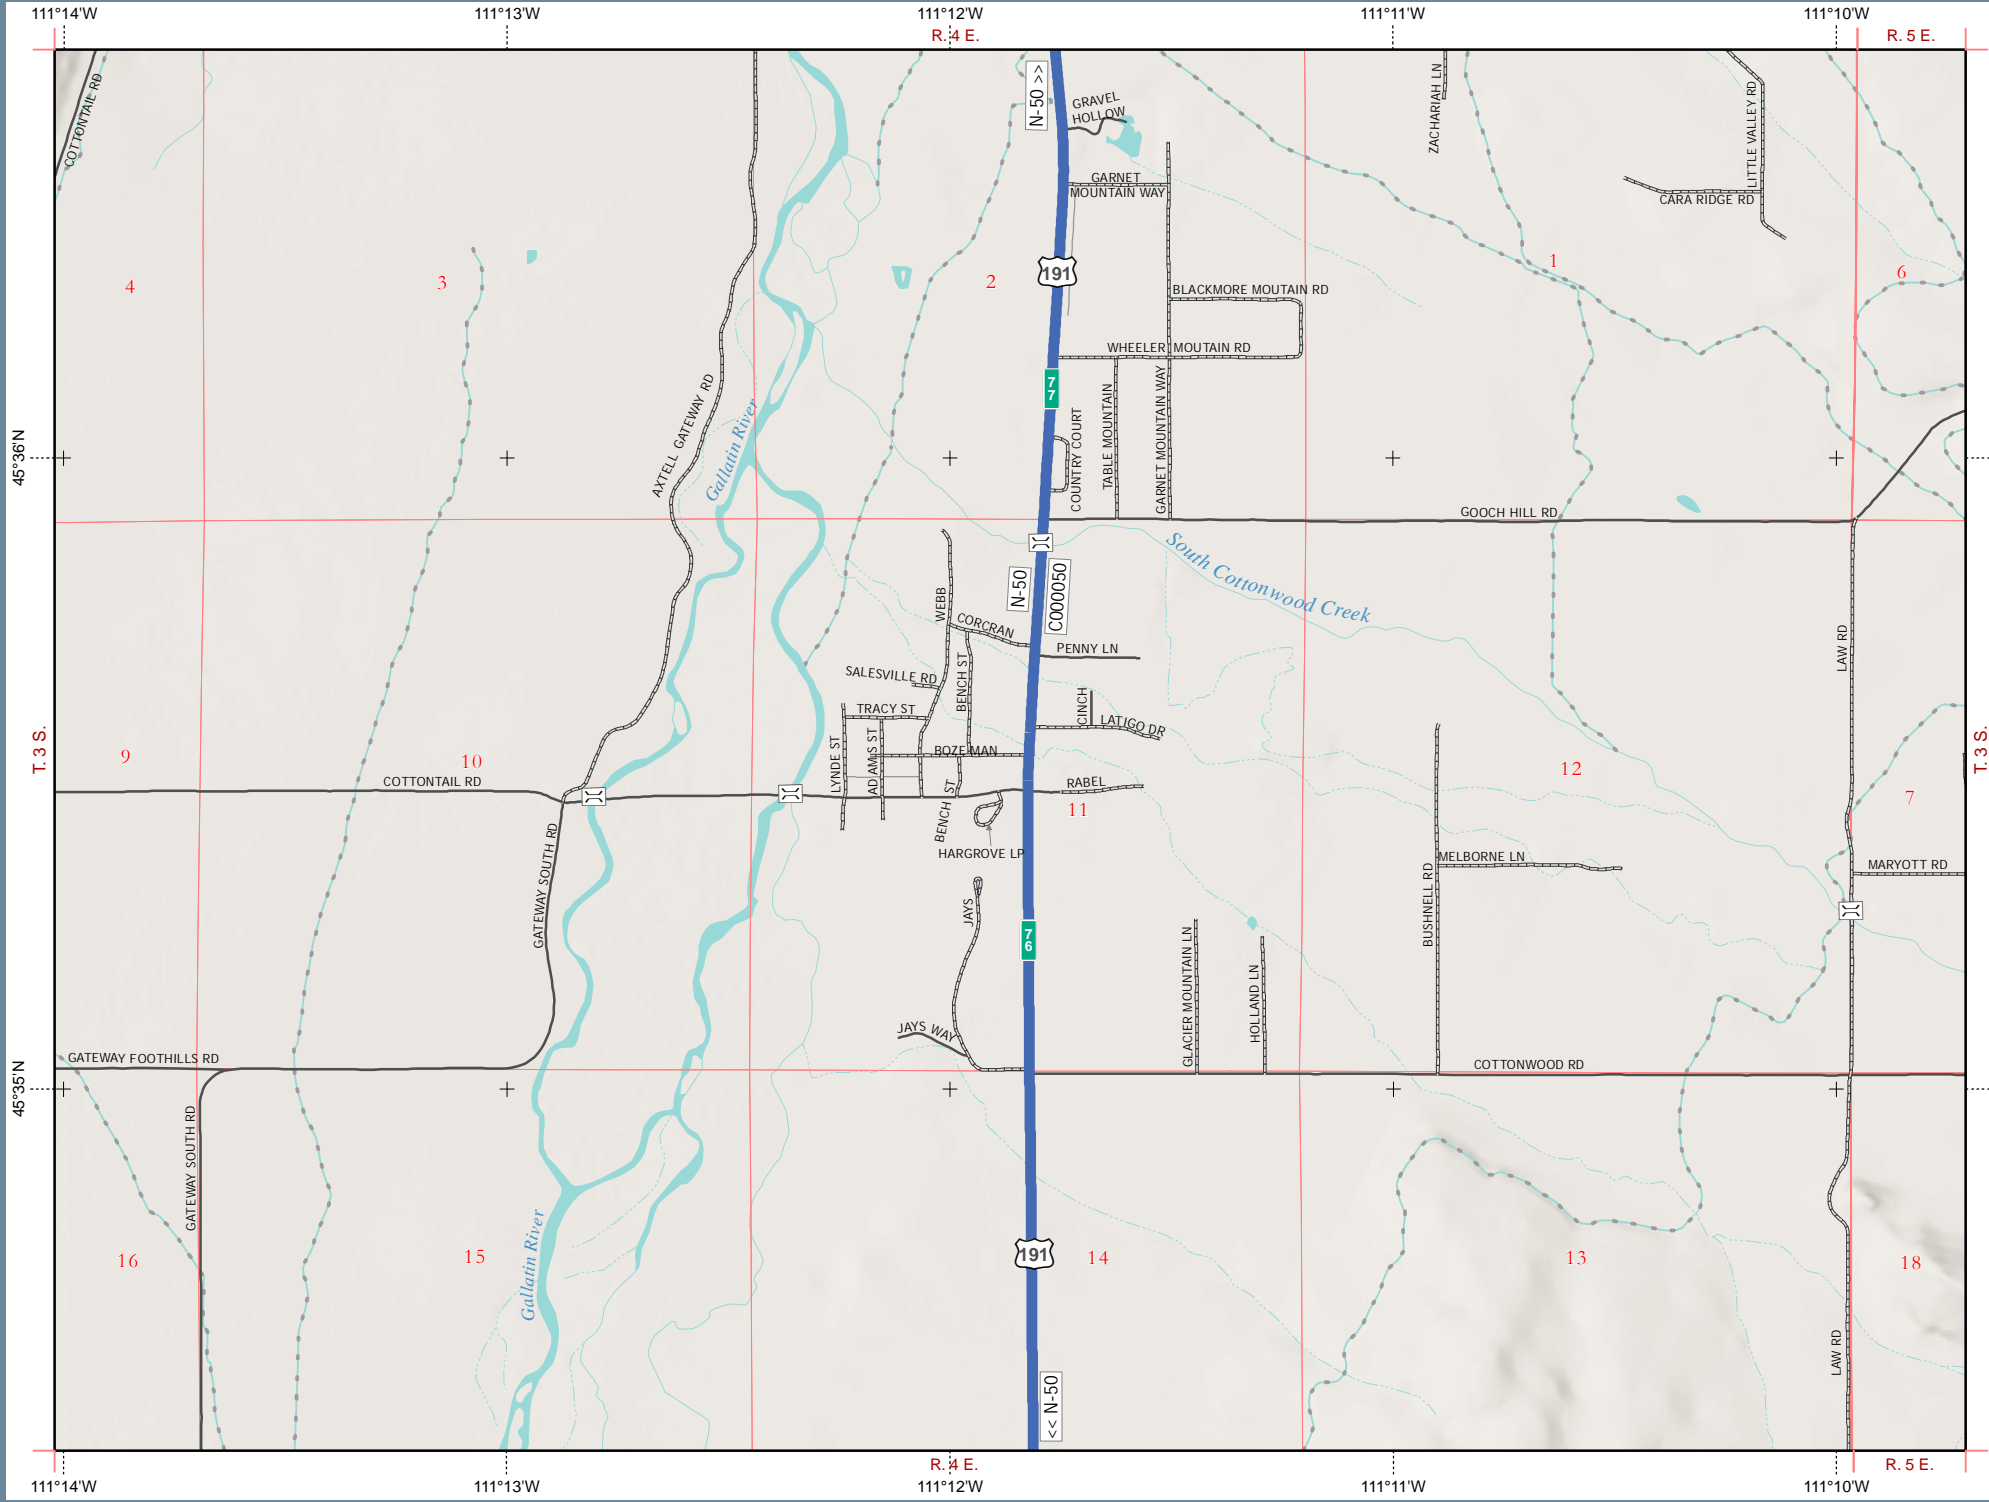 111°14'W
111°13'W
111°12'W
111°11'W
111°10'W
R. 4 E.
R. 5 E.
COTTONTAIL RD
N-50 >>
GRAVEL
HOLLOW
ZACHARIAH LN
LITTLE VALLEY RD
GARNET
MOUNTAIN WAY
CARA RIDGE RD
4
3
2
191
1
6
BLACKMORE MOUTAIN RD
WHEELER MOUTAIN RD
77
AXTELL GATEWAY RD
Gallatin River
COUNTRY COURT
TABLE MOUNTAIN
GARNET MOUNTAIN WAY
45°36'N
GOOCH HILL RD
South Cottonwood Creek
N-50
C000050
WEBB
CORCRAN
PENNY LN
LAW RD
SALESVILLE RD
BENCH ST
CINCH
TRACY ST
LATIGO DR
T. 3 S.
T. 3 S.
LYNDE ST
ADAMS ST
BOZEMAN
9
10
12
COTTONTAIL RD
RABEL
11
7
BENCH ST
HARGROVE LP
GATEWAY SOUTH RD
MELBORNE LN
MARYOTT RD
BUSHNELL RD
JAYS
76
GLACIER MOUNTAIN LN
HOLLAND LN
JAYS WAY
GATEWAY FOOTHILLS RD
COTTONWOOD RD
45°35'N
GATEWAY SOUTH RD
16
15
Gallatin River
191
14
13
18
LAW RD
<< N-50
R. 4 E.
R. 5 E.
111°14'W
111°13'W
111°12'W
111°11'W
111°10'W